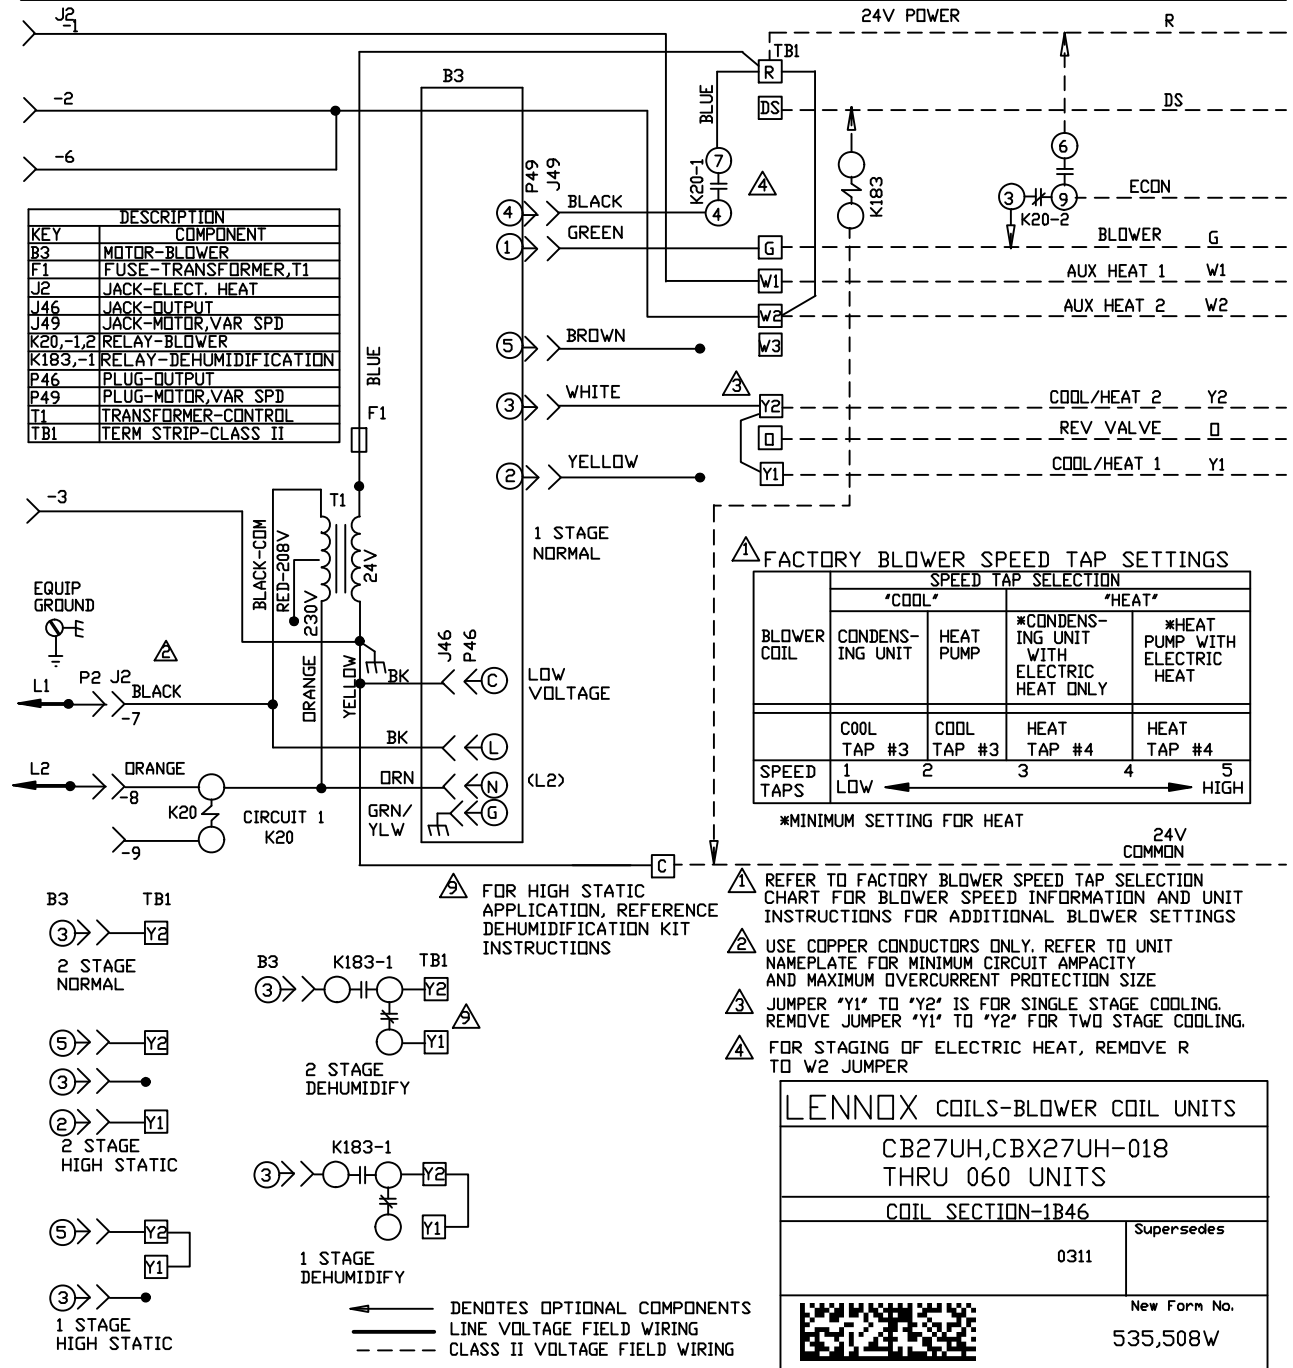 J2
-1
24V POWER
R
TB1
R
B3
-2
BLUE
DS
DS
-6
P49
J49
K20-1
7
4
4
K183
6
3
9
K20-2
ECON
4
BLACK
1
GREEN
G
BLOWER G
W1
AUX HEAT 1 W1
W2
AUX HEAT 2 W2
W3
DESCRIPTION
KEY COMPONENT
B3 MOTOR-BLOWER
F1 FUSE-TRANSFORMER,T1
J2 JACK-ELECT. HEAT
J46 JACK-OUTPUT
J49 JACK-MOTOR,VAR SPD
K20,-1,2 RELAY-BLOWER
K183,-1 RELAY-DEHUMIDIFICATION
P46 PLUG-OUTPUT
P49 PLUG-MOTOR,VAR SPD
T1 TRANSFORMER-CONTROL
TB1 TERM STRIP-CLASS II
BLUE
F1
5
BROWN
3
WHITE
3
Y2
COOL/HEAT 2 Y2
O
REV VALVE O
2
YELLOW
Y1
COOL/HEAT 1 Y1
-3
T1
BLACK-COM
RED-208V
230V
24V
1 STAGE
NORMAL
EQUIP
GROUND
2
L1
P2 J2
BLACK
-7
ORANGE
YELLOW
J46
P46
BK
C
LOW
VOLTAGE
BK
L
L2
ORANGE
-8
ORN
N
(L2)
K20
CIRCUIT 1
K20
GRN/
YLW
G
-9
1
FACTORY BLOWER SPEED TAP SETTINGS
SPEED TAP SELECTION
"COOL"
"HEAT"
BLOWER
COIL
CONDENS-
ING UNIT
HEAT
PUMP
*CONDENS-
ING UNIT
WITH
ELECTRIC
HEAT ONLY
*HEAT
PUMP WITH
ELECTRIC
HEAT
COOL
TAP #3
COOL
TAP #3
HEAT
TAP #4
HEAT
TAP #4
SPEED
TAPS
1 2 3 4 5
LOW HIGH
*MINIMUM SETTING FOR HEAT
24V
COMMON
C
9
FOR HIGH STATIC
APPLICATION, REFERENCE
DEHUMIDIFICATION KIT
INSTRUCTIONS
1
REFER TO FACTORY BLOWER SPEED TAP SELECTION
CHART FOR BLOWER SPEED INFORMATION AND UNIT
INSTRUCTIONS FOR ADDITIONAL BLOWER SETTINGS
2
USE COPPER CONDUCTORS ONLY. REFER TO UNIT
NAMEPLATE FOR MINIMUM CIRCUIT AMPACITY
AND MAXIMUM OVERCURRENT PROTECTION SIZE
3
JUMPER "Y1" TO "Y2" IS FOR SINGLE STAGE COOLING.
REMOVE JUMPER "Y1" TO "Y2" FOR TWO STAGE COOLING.
4
FOR STAGING OF ELECTRIC HEAT, REMOVE R
TO W2 JUMPER
B3 TB1
3 Y2
2 STAGE
NORMAL
5 Y2
3
2 Y1
2 STAGE
HIGH STATIC
5 Y2
Y1
3
1 STAGE
HIGH STATIC
B3 K183-1 TB1
3 Y2
9
Y1
2 STAGE
DEHUMIDIFY
K183-1
3 Y2
Y1
1 STAGE
DEHUMIDIFY
DENOTES OPTIONAL COMPONENTS
LINE VOLTAGE FIELD WIRING
CLASS II VOLTAGE FIELD WIRING
LENNOX COILS-BLOWER COIL UNITS
CB27UH,CBX27UH-018
THRU 060 UNITS
COIL SECTION-1B46
0311
Supersedes
New Form No.
535,508W